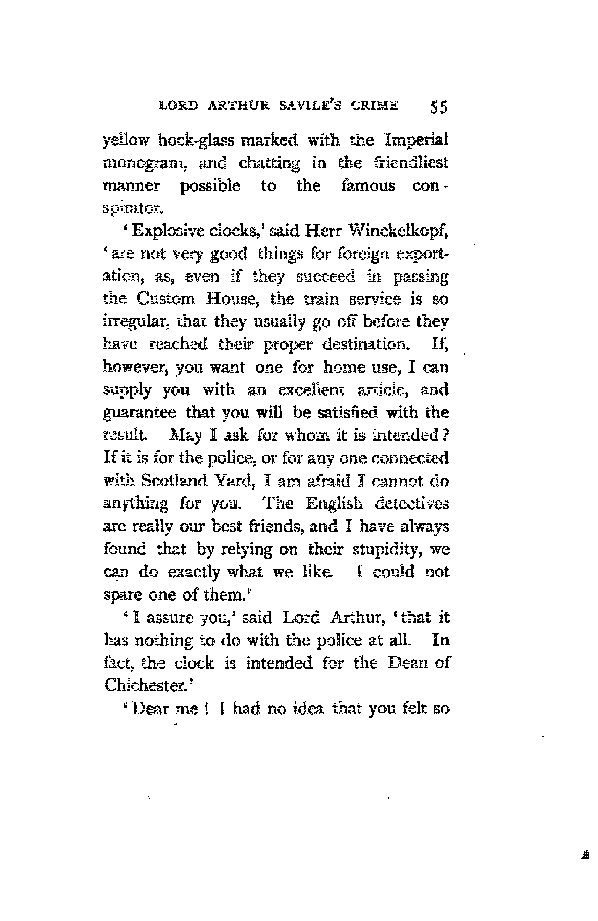 LORD ARTHUR SAVILE'S CRIME 55
yellow hock-glass marked with the Imperial
monogram, and chatting in the friendliest
manner possible to the famous con-
spirator.
'Explosive clocks,' said Herr Winckelkopf,
'are not very good things for foreign export-
ation, as, even if they succeed in passing
the Custom House, the train service is so
irregular, that they usually go off before they
have reached their proper destination. If,
however, you want one for home use, I can
supply you with an excellent article, and
guarantee that you will be satisfied with the
result. May I ask for whom it is intended?
If it is for the police, or for any one connected
with Scotland Yard, I am afraid I cannot do
anything for you. The English detectives
are really our best friends, and I have always
found that by relying on their stupidity, we
can do exactly what we like. I could not
spare one of them.'
'I assure you,' said Lord Arthur, 'that it
has nothing to do with the police at all. In
fact, the clock is intended for the Dean of
Chichester.'
'Dear me! I had no idea that you felt so